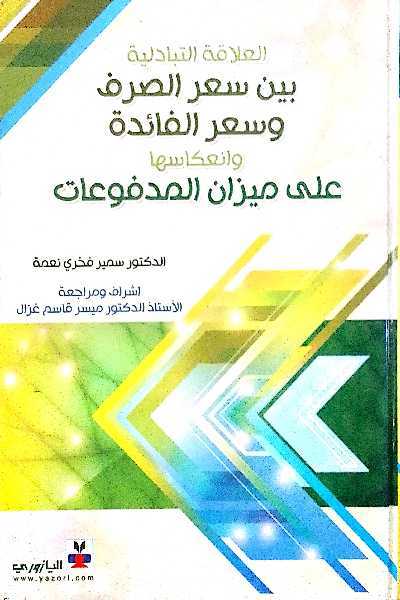 العلاقة التبادلية
بين سعر الصرف
وسعر الفائدة
وانعكاسها
على ميزان المدفوعات
الدكتور سمير فخري نعمة
إشراف ومراجعة
الأستاذ الدكتور ميسر قاسم غزال
اليازوري
www.yazori.com